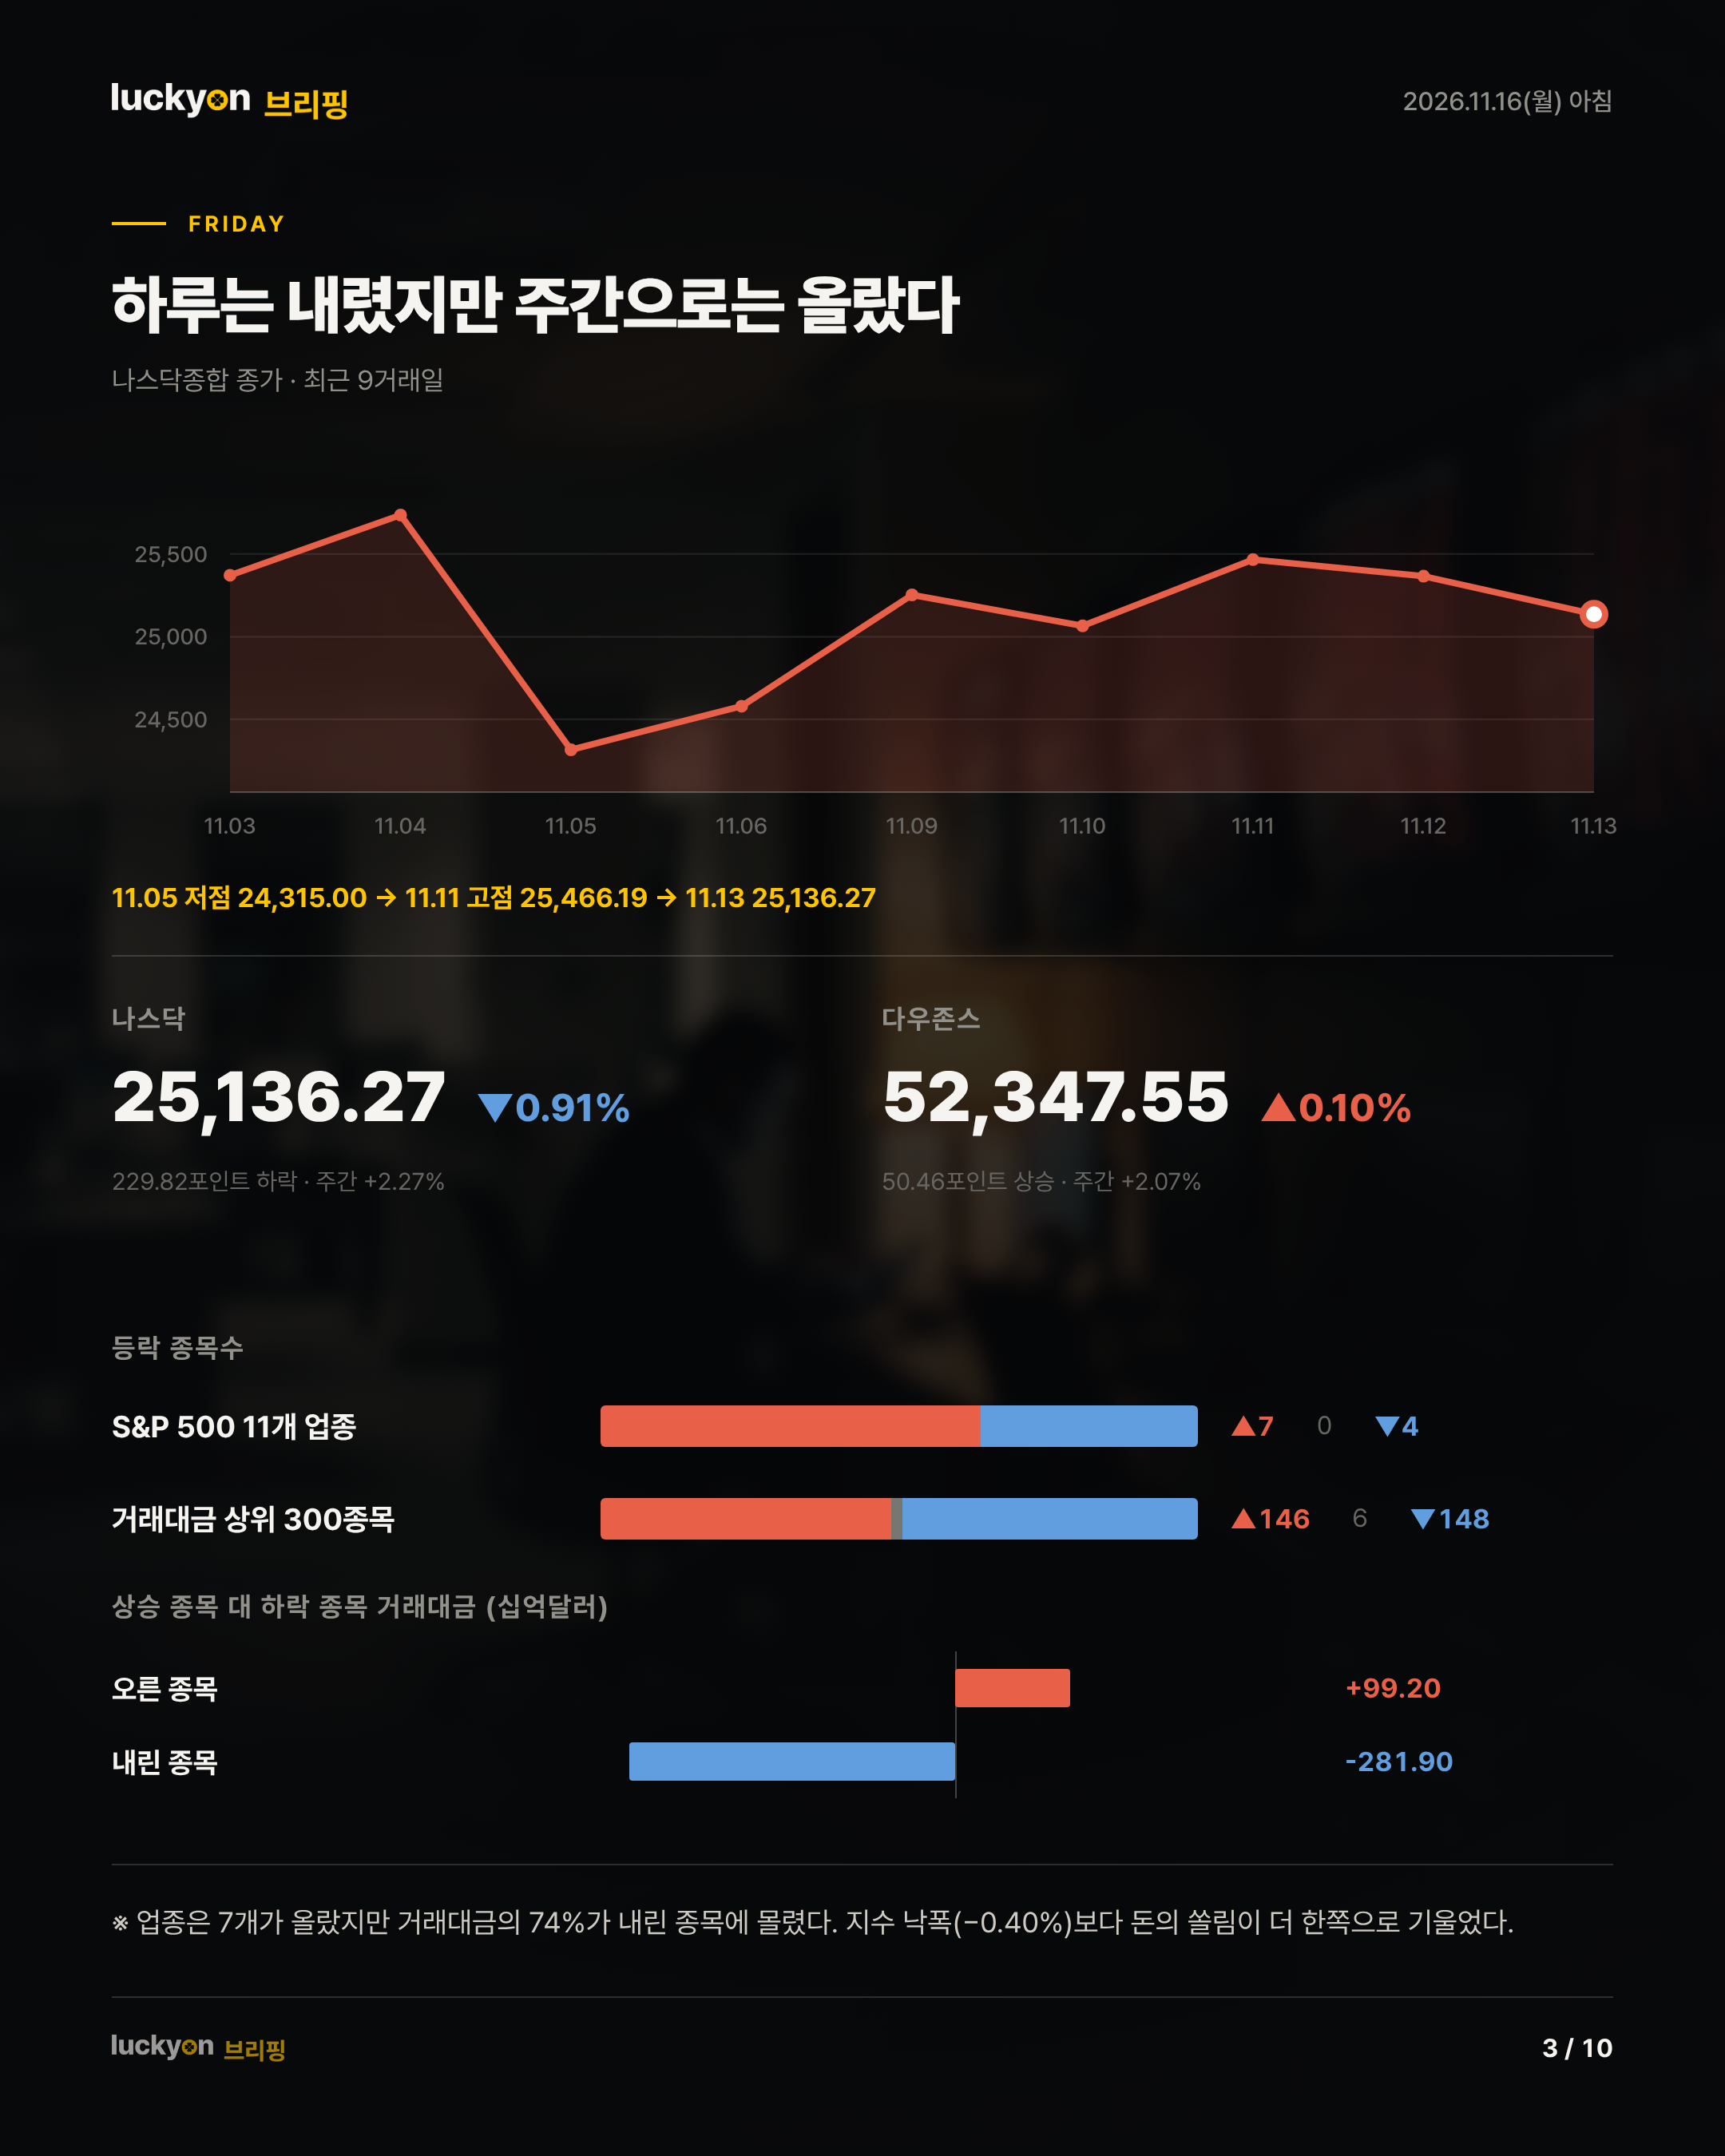 luckyon 브리핑
2026.11.16(월) 아침
FRIDAY
하루는 내렸지만 주간으로는 올랐다
나스닥종합 종가 · 최근 9거래일
25,500
25,000
24,500
11.03 11.04 11.05 11.06 11.09 11.10 11.11 11.12 11.13
11.05 저점 24,315.00 → 11.11 고점 25,466.19 → 11.13 25,136.27
나스닥
25,136.27 ▼0.91%
229.82포인트 하락 · 주간 +2.27%
다우존스
52,347.55 ▲0.10%
50.46포인트 상승 · 주간 +2.07%
등락 종목수
S&P 500 11개 업종 ▲7 0 ▼4
거래대금 상위 300종목 ▲146 6 ▼148
상승 종목 대 하락 종목 거래대금 (십억달러)
오른 종목 +99.20
내린 종목 -281.90
※ 업종은 7개가 올랐지만 거래대금의 74%가 내린 종목에 몰렸다. 지수 낙폭(−0.40%)보다 돈의 쏠림이 더 한쪽으로 기울었다.
luckyon 브리핑
3 / 10